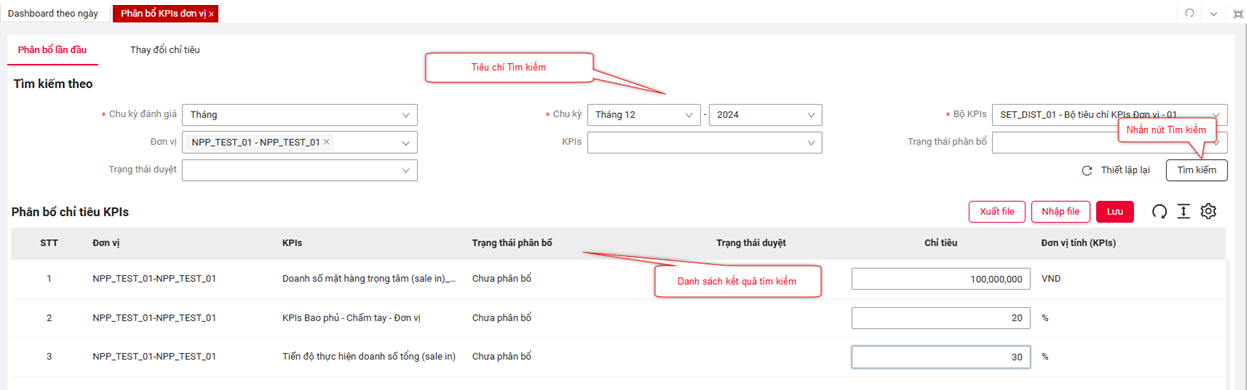 Dashboard theo ngày Phân bổ KPIs đơn vị ×
Phân bổ lần đầu Thay đổi chỉ tiêu
Tiêu chí Tìm kiếm
Tìm kiếm theo
* Chu kỳ đánh giá Tháng * Chu kỳ Tháng 12 - 2024 * Bộ KPIs SET_DIST_01 - Bộ tiêu chí KPIs Đơn vị - 01
Nhấn nút Tìm kiếm
Đơn vị NPP_TEST_01 - NPP_TEST_01 × KPIs Trạng thái phân bổ
Trạng thái duyệt Thiết lập lại Tìm kiếm
Phân bổ chỉ tiêu KPIs Xuất file Nhập file Lưu
STT Đơn vị KPIs Trạng thái phân bổ Trạng thái duyệt Chỉ tiêu Đơn vị tính (KPIs)
1 NPP_TEST_01-NPP_TEST_01 Doanh số mặt hàng trọng tâm (sale in)_... Chưa phân bổ 100,000,000 VND
Danh sách kết quả tìm kiếm
2 NPP_TEST_01-NPP_TEST_01 KPIs Bao phủ - Chấm tay - Đơn vị Chưa phân bổ 20 %
3 NPP_TEST_01-NPP_TEST_01 Tiến độ thực hiện doanh số tổng (sale in) Chưa phân bổ 30 %